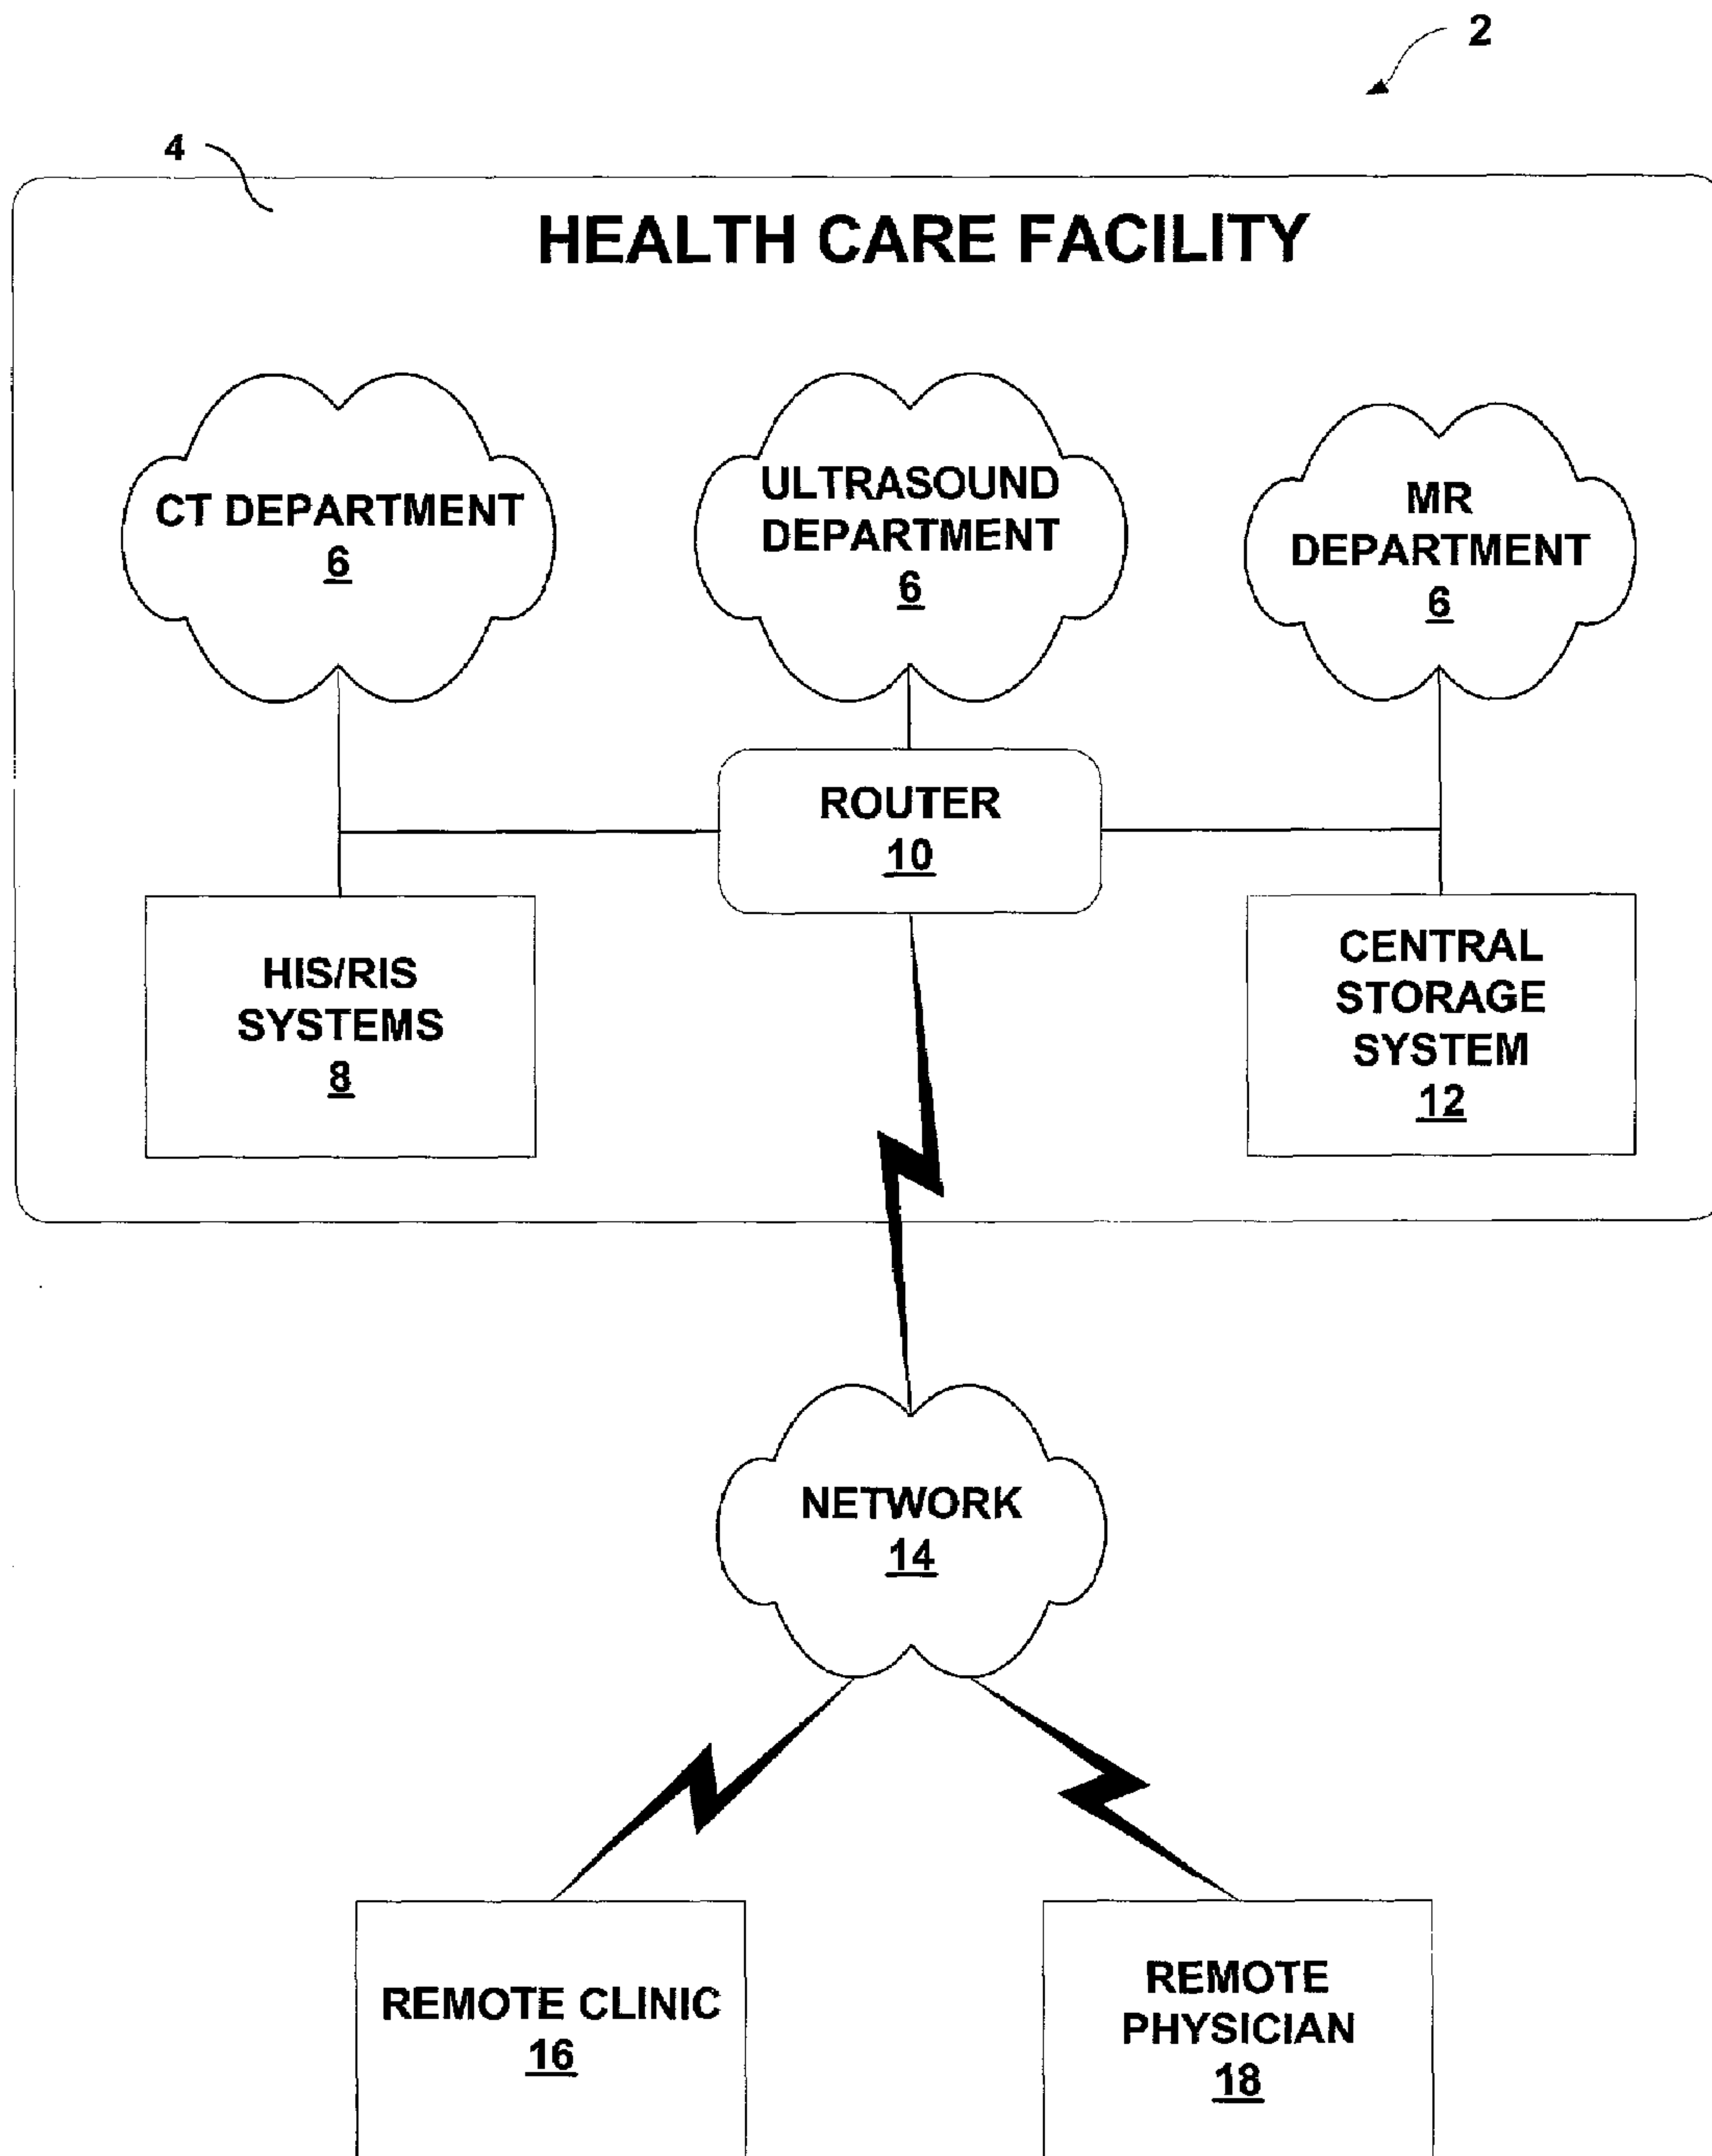 2
4
HEALTH CARE FACILITY
CT DEPARTMENT
6
ULTRASOUND
DEPARTMENT
6
MR
DEPARTMENT
6
ROUTER
10
HIS/RIS
SYSTEMS
8
CENTRAL
STORAGE
SYSTEM
12
NETWORK
14
REMOTE CLINIC
16
REMOTE
PHYSICIAN
18